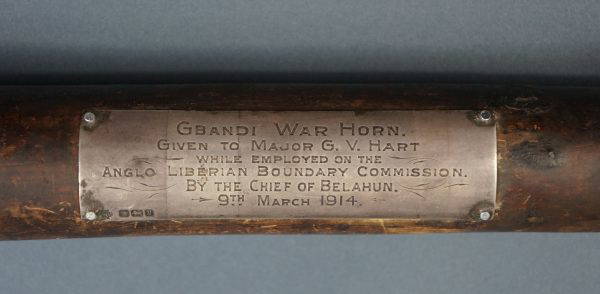 GBANDI WAR HORN.
GIVEN TO MAJOR G. V. HART
WHILE EMPLOYED ON THE
ANGLO LIBERIAN BOUNDARY COMMISSION.
BY THE CHIEF OF BELAHUN.
9TH MARCH 1914.